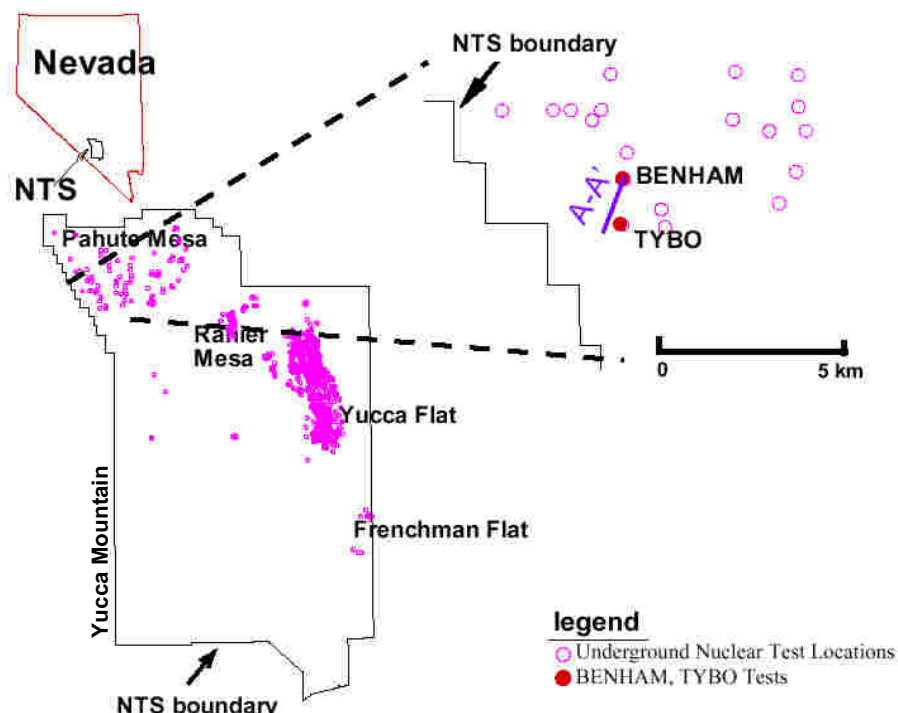 Nevada
NTS
NTS boundary
BENHAM
A-A'
TYBO
0
5 km
Pahute Mesa
Rainier
Mesa
Yucca Flat
Yucca Mountain
Frenchman Flat
NTS boundary
legend
Underground Nuclear Test Locations
BENHAM, TYBO Tests